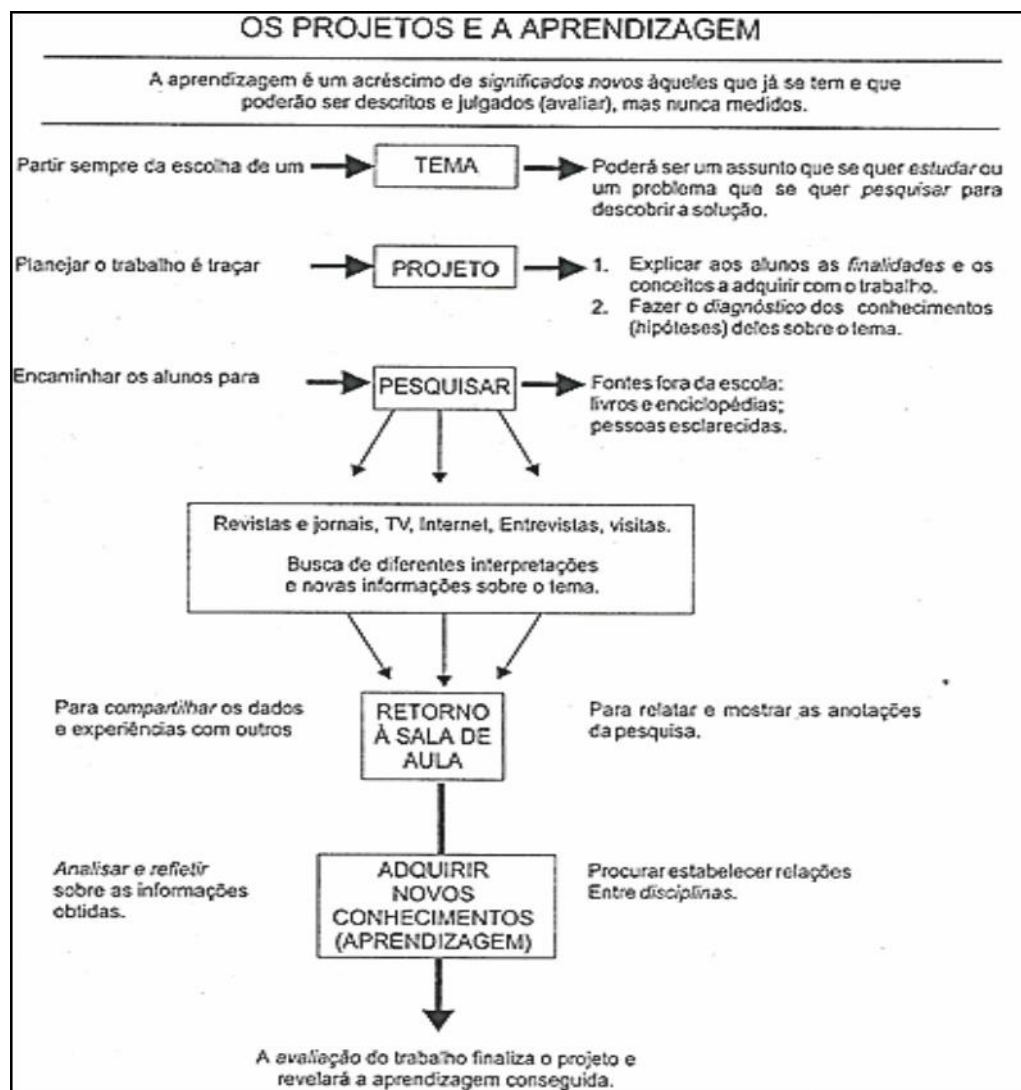 OS PROJETOS E A APRENDIZAGEM
A aprendizagem é um acréscimo de significados novos àqueles que já se tem e que
poderão ser descritos e julgados (avaliar), mas nunca medidos.
Partir sempre da escolha de um
TEMA
Poderá ser um assunto que se quer estudar ou
um problema que se quer pesquisar para
descobrir a solução.
Planejar o trabalho é traçar
PROJETO
1. Explicar aos alunos as finalidades e os
conceitos a adquirir com o trabalho.
2. Fazer o diagnóstico dos conhecimentos
(hipóteses) deles sobre o tema.
Encaminhar os alunos para
PESQUISAR
Fontes fora da escola:
livros e enciclopédias;
pessoas esclarecidas.
Revistas e jornais, TV, Internet, Entrevistas, visitas.
Busca de diferentes interpretações
e novas informações sobre o tema.
Para compartilhar os dados
e experiências com outros
RETORNO
À SALA DE
AULA
Para relatar e mostrar as anotações
da pesquisa.
Analisar e refletir
sobre as informações
obtidas.
ADQUIRIR
NOVOS
CONHECIMENTOS
(APRENDIZAGEM)
Procurar estabelecer relações
Entre disciplinas.
A avaliação do trabalho finaliza o projeto e
revelará a aprendizagem conseguida.